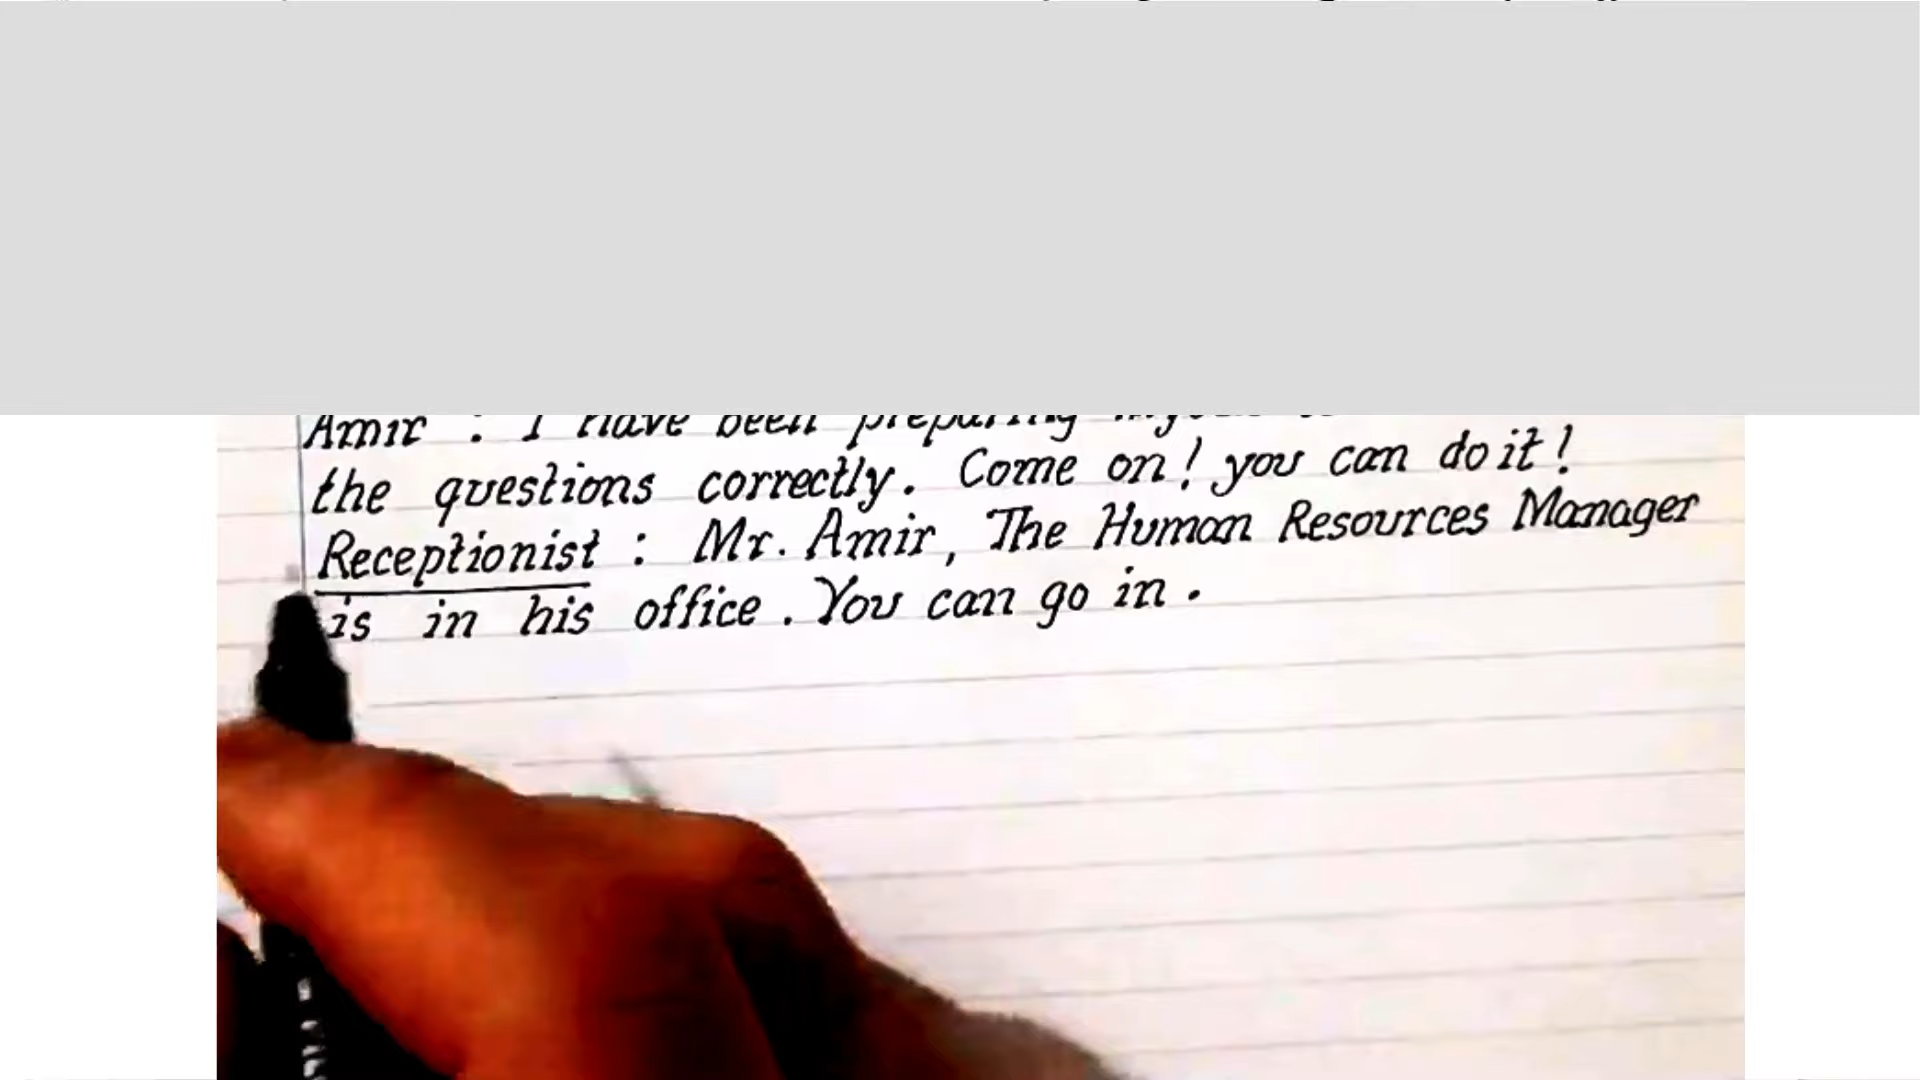 Amir : I have been preparing
the questions correctly. Come on! you can do it!
Receptionist : Mr. Amir, The Human Resources Manager
is in his office. You can go in.